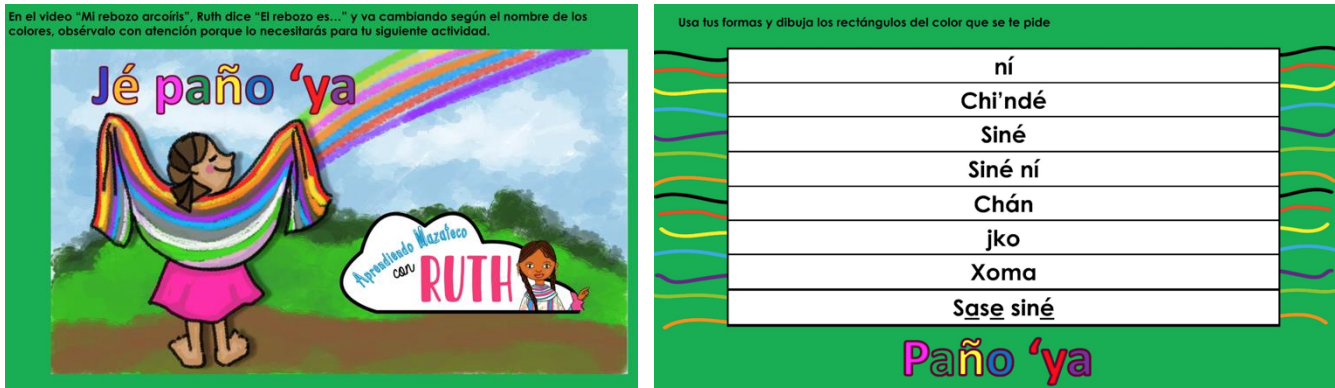 En el video “Mi rebozo arcoíris”, Ruth dice “El rebozo es…” y va cambiando según el nombre de los
colores, obsérvalo con atención porque lo necesitarás para tu siguiente actividad.
Jé paño ‘ya
Aprendiendo Mazateco
con
RUTH
Usa tus formas y dibuja los rectángulos del color que se te pide
ní
Chi’ndé
Siné
Siné ní
Chán
jko
Xoma
Sase siné
Paño ‘ya